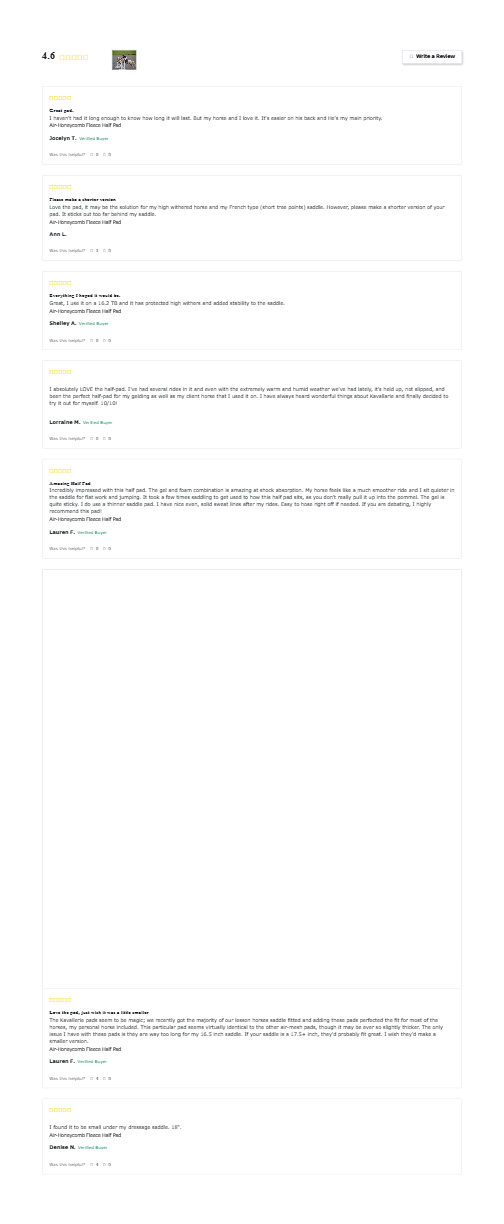 4.6
Write a Review
Great pad.
I haven't had it long enough to know how long it will last. But my horse and I love it. It's easier on his back and He's my main priority.
Air-Honeycomb Fleece Half Pad
Jocelyn T. Verified Buyer
Was this helpful? 0 0
Please make a shorter version
Love the pad, it may be the solution for my high withered horse and my French type (short tree points) saddle. However, please make a shorter version of your
pad. It sticks out too far behind my saddle.
Air-Honeycomb Fleece Half Pad
Ann L.
Was this helpful? 3 0
Everything I hoped it would be.
Great, I use it on a 16.2 TB and it has protected high withers and added stability to the saddle.
Air-Honeycomb Fleece Half Pad
Shelley A. Verified Buyer
Was this helpful? 0 0
I absolutely LOVE the half-pad. I've had several rides in it and even with the extremely warm and humid weather we've had lately, it's held up, not slipped, and
been the perfect half-pad for my gelding as well as my client horse that I used it on. I have always heard wonderful things about Kavallerie and finally decided to
try it out for myself. 10/10!
Lorraine M. Verified Buyer
Was this helpful? 0 0
Amazing Half Pad
Incredibly impressed with this half pad. The gel and foam combination is amazing at shock absorption. My horse feels like a much smoother ride and I sit quieter in
the saddle for flat work and jumping. It took a few times saddling to get used to how this half pad sits, as you don't really pull it up into the pommel. The gel is
quite sticky. I do use a thinner saddle pad. I have nice even, solid sweat lines after my rides. Easy to hose right off if needed. If you are debating, I highly
recommend this pad!
Air-Honeycomb Fleece Half Pad
Lauren F. Verified Buyer
Was this helpful? 0 0
Love the pad, just wish it was a little smaller
The Kavallerie pads seem to be magic; we recently got the majority of our lesson horses saddle fitted and adding these pads perfected the fit for most of the
horses, my personal horse included. This particular pad seems virtually identical to the other air-mesh pads, though it may be ever so slightly thicker. The only
issue I have with these pads is they are way too long for my 16.5 inch saddle. If your saddle is a 17.5+ inch, they'd probably fit great. I wish they'd make a
smaller version.
Air-Honeycomb Fleece Half Pad
Lauren F. Verified Buyer
Was this helpful? 4 0
I found it to be small under my dressage saddle. 18".
Air-Honeycomb Fleece Half Pad
Denise N. Verified Buyer
Was this helpful? 4 0